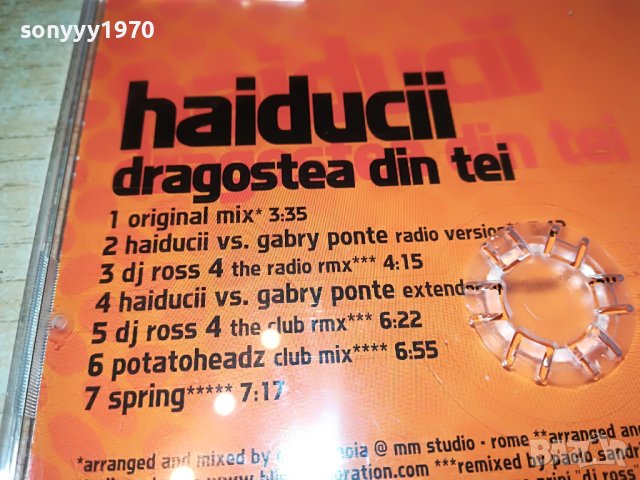 sonyyy1970
haiducii
dragostea din tei
1 original mix* 3:35
2 haiducii vs. gabry ponte radio version
3 dj ross 4 the radio rmx*** 4:15
4 haiducii vs. gabry ponte
5 dj ross 4 the club rmx*** 6:22
6 potatoheadz club mix**** 6:55
7 spring***** 7:17
*arranged and mixed by @ mm studio - rome **arranged and
***remixed by paolo
dj ross